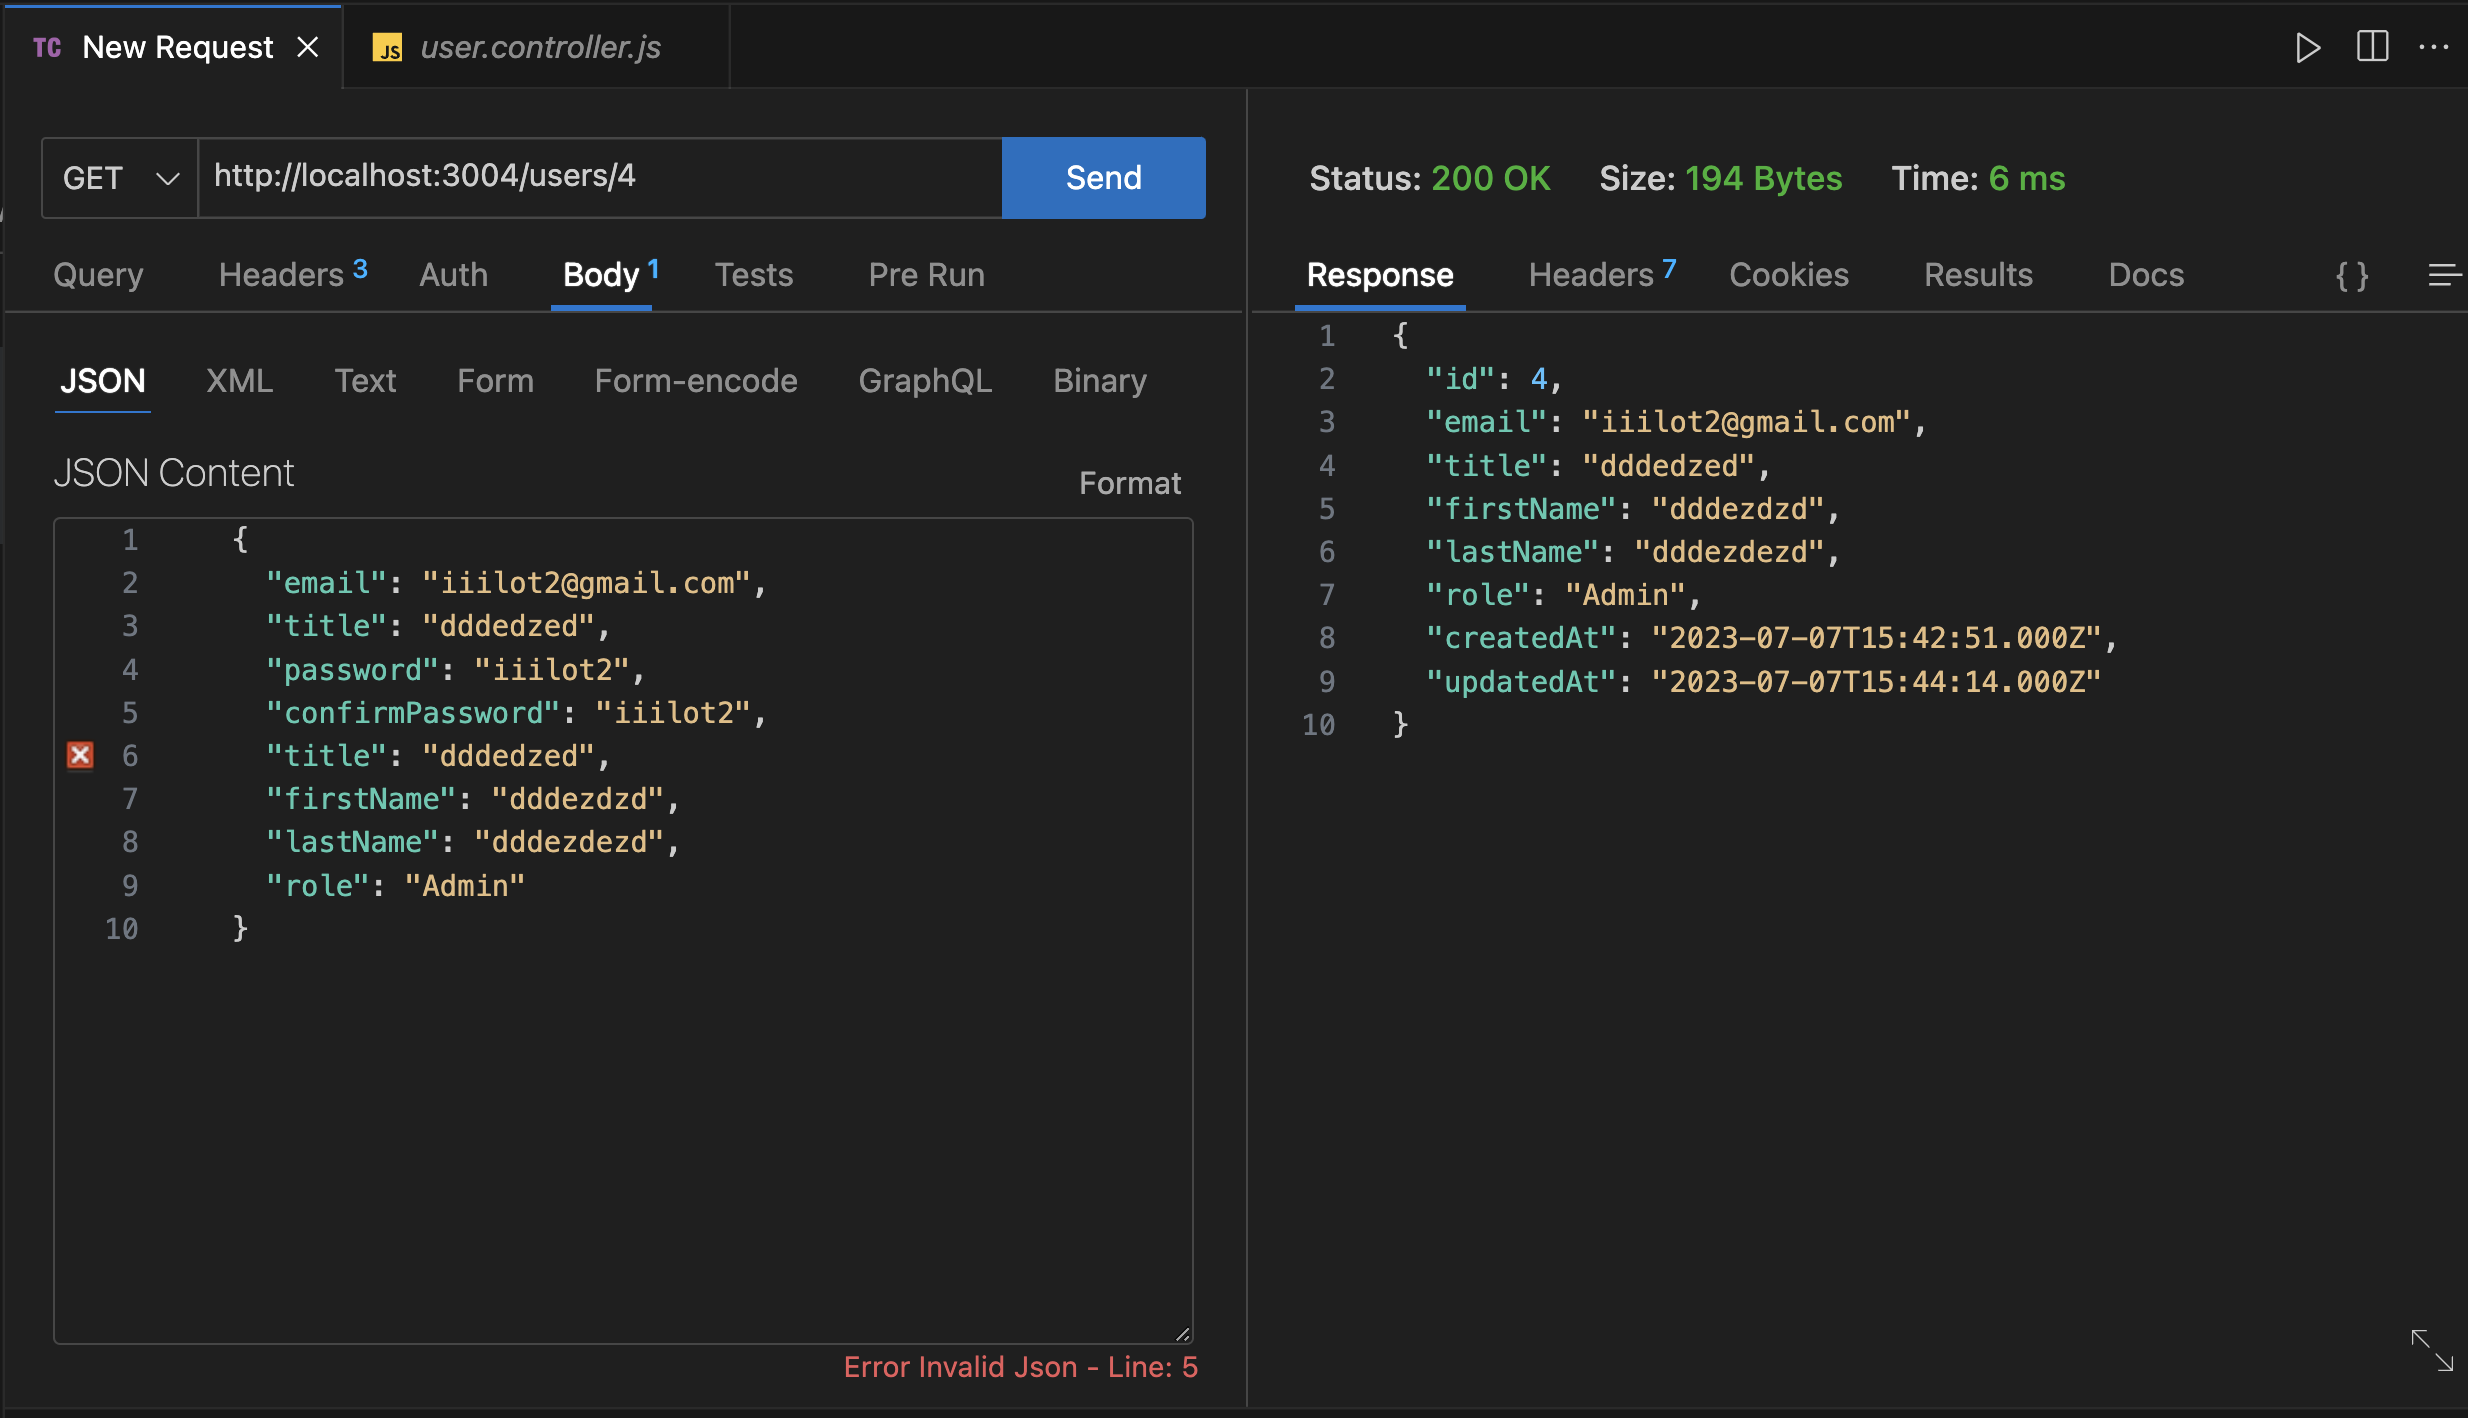 TC New Request
JS user.controller.js
GET http://localhost:3004/users/4 Send
Query Headers 3 Auth Body 1 Tests Pre Run
JSON XML Text Form Form-encode GraphQL Binary
JSON Content
Format
1 {
2 "email": "iiilot2@gmail.com",
3 "title": "dddedzed",
4 "password": "iiilot2",
5 "confirmPassword": "iiilot2",
6 "title": "dddedzed",
7 "firstName": "dddezdzd",
8 "lastName": "dddezdezd",
9 "role": "Admin"
10 }
Error Invalid Json - Line: 5
Status: 200 OK Size: 194 Bytes Time: 6 ms
Response Headers 7 Cookies Results Docs { }
1 {
2 "id": 4,
3 "email": "iiilot2@gmail.com",
4 "title": "dddedzed",
5 "firstName": "dddezdzd",
6 "lastName": "dddezdezd",
7 "role": "Admin",
8 "createdAt": "2023-07-07T15:42:51.000Z",
9 "updatedAt": "2023-07-07T15:44:14.000Z"
10 }